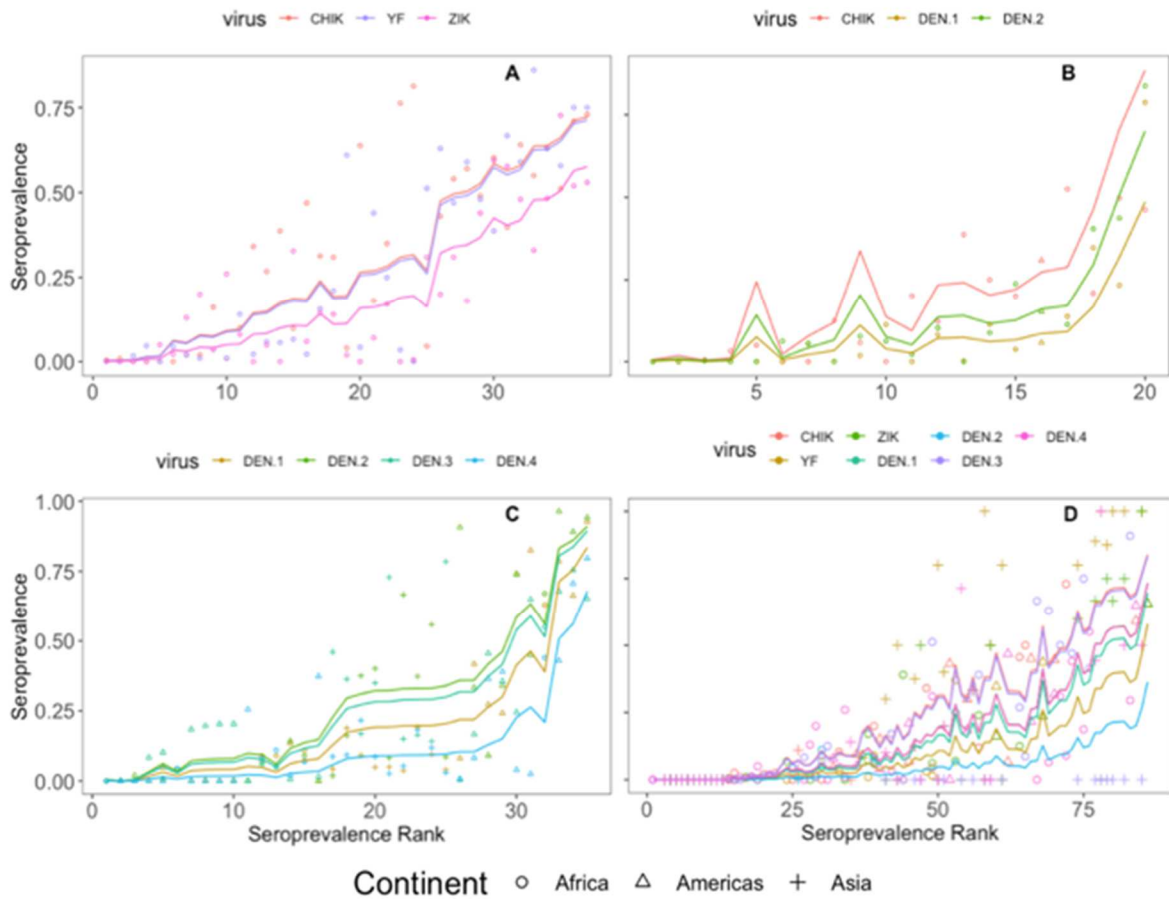 virus CHIK YF ZIK
virus CHIK DEN.1 DEN.2
A
B
Seroprevalence
0.75
0.50
0.25
0.00
0 10 20 30
5 10 15 20
virus DEN.1 DEN.2 DEN.3 DEN.4
virus CHIK ZIK DEN.2 DEN.4
YF DEN.1 DEN.3
C
D
Seroprevalence
1.00
0.75
0.50
0.25
0.00
0 10 20 30
0 25 50 75
Seroprevalence Rank
Seroprevalence Rank
Continent Africa Americas Asia